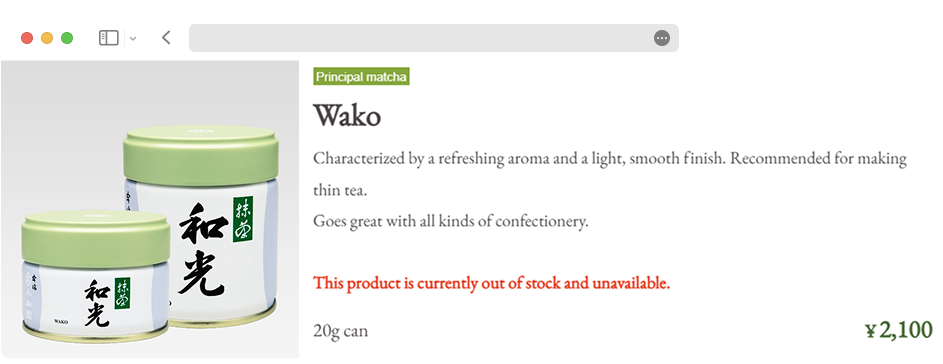 Principal matcha
Wako
Characterized by a refreshing aroma and a light, smooth finish. Recommended for making
thin tea.
Goes great with all kinds of confectionery.
This product is currently out of stock and unavailable.
20g can
¥2,100
抹茶
和光
抹茶
和光
WAKO